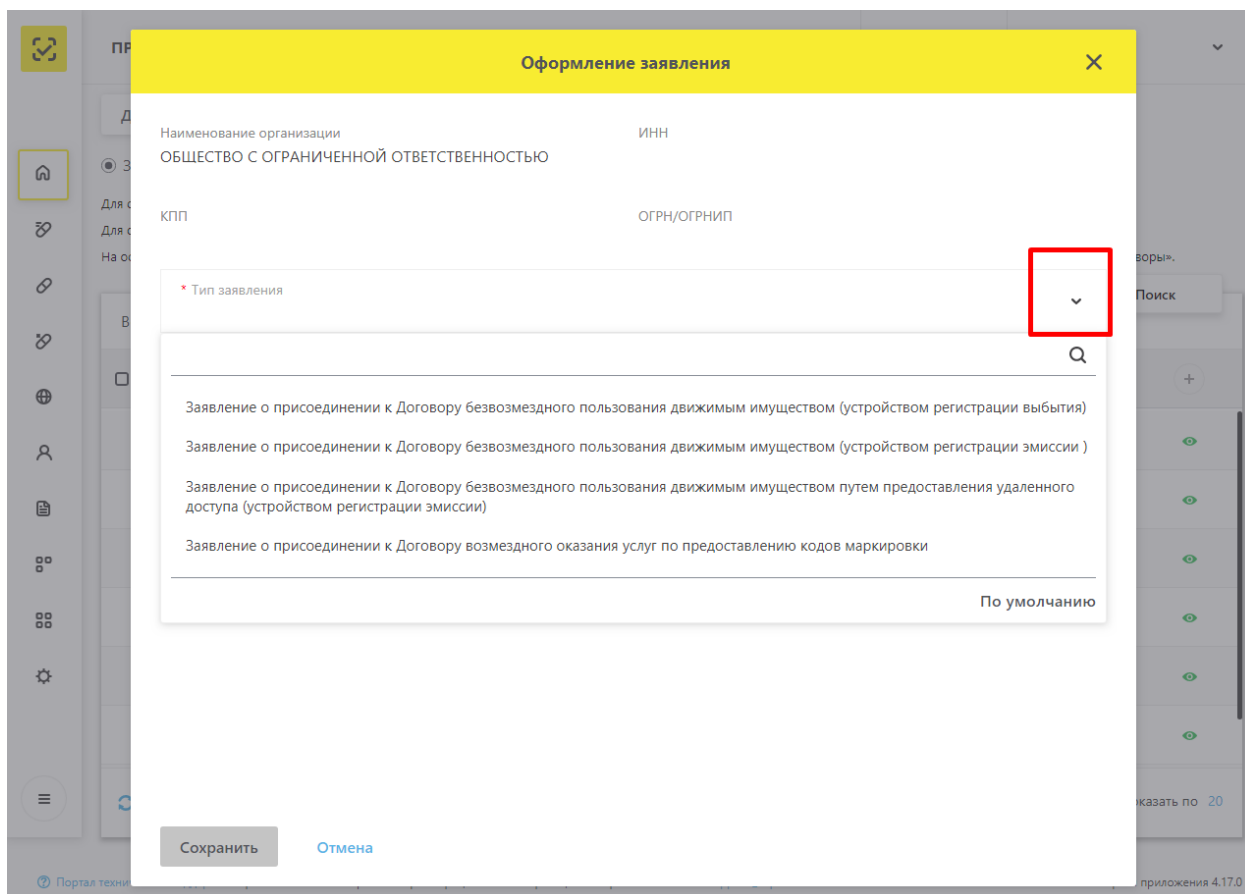 Оформление заявления
Наименование организации
ИНН
ОБЩЕСТВО С ОГРАНИЧЕННОЙ ОТВЕТСТВЕННОСТЬЮ
КПП
ОГРН/ОГРНИП
* Тип заявления
Заявление о присоединении к Договору безвозмездного пользования движимым имуществом (устройством регистрации выбытия)
Заявление о присоединении к Договору безвозмездного пользования движимым имуществом (устройством регистрации эмиссии )
Заявление о присоединении к Договору безвозмездного пользования движимым имуществом путем предоставления удаленного
доступа (устройством регистрации эмиссии)
Заявление о присоединении к Договору возмездного оказания услуг по предоставлению кодов маркировки
По умолчанию
Сохранить
Отмена
Для
Для
Поиск
по 20
Портал
приложения 4.17.0